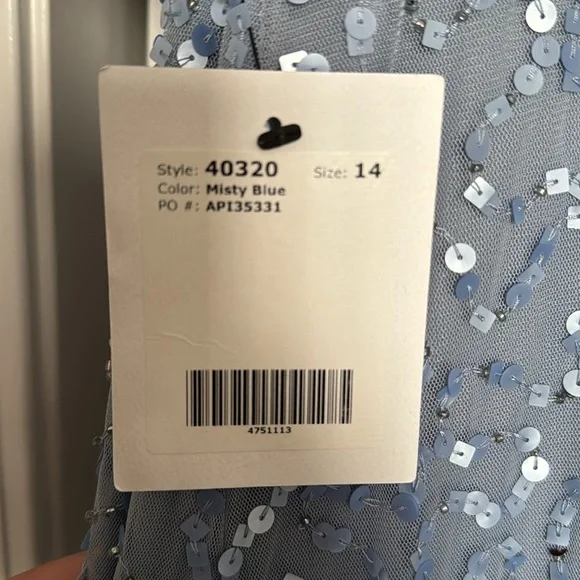 Style: 40320 Size: 14
Color: Misty Blue
PO #: API35331
4751113